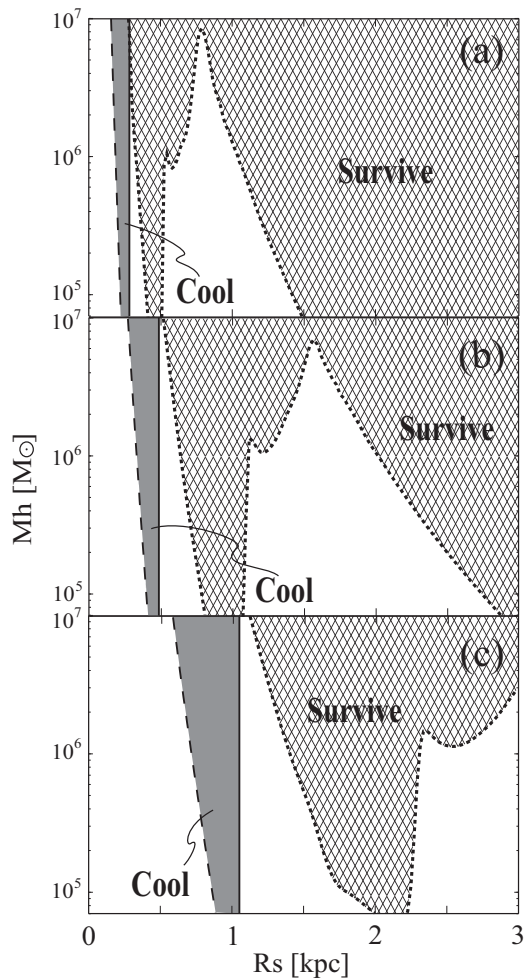 10⁷
(a)
10⁶
Survive
Cool
10⁵
10⁷
(b)
Survive
Mh [M☉]
10⁶
Cool
10⁵
10⁷
(c)
Survive
10⁶
Cool
10⁵
0 1 2 3
Rs [kpc]